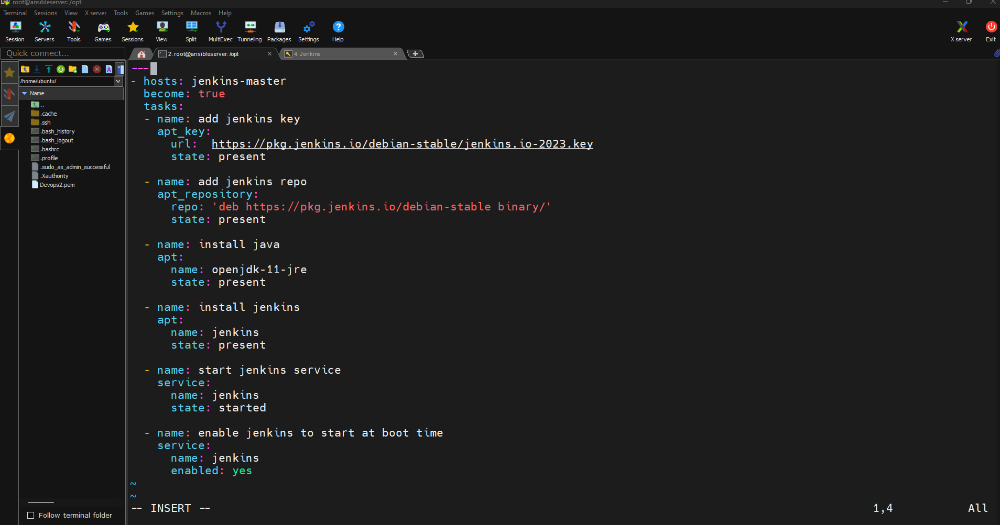 root@ansibleserver: /opt
Terminal Sessions View X server Tools Games Settings Macros Help
Session Servers Tools Games Sessions View Split MultiExec Tunneling Packages Settings Help X server Exit
Quick connect...
2. root@ansibleserver: /opt
4. Jenkins
/home/ubuntu/
Name
..
.cache
.ssh
.bash_history
.bash_logout
.bashrc
.profile
.sudo_as_admin_successful
.Xauthority
Devops2.pem
Follow terminal folder
---
- hosts: jenkins-master
  become: true
  tasks:
  - name: add jenkins key
    apt_key:
      url:  https://pkg.jenkins.io/debian-stable/jenkins.io-2023.key
      state: present
  - name: add jenkins repo
    apt_repository:
      repo: 'deb https://pkg.jenkins.io/debian-stable binary/'
      state: present
  - name: install java
    apt:
      name: openjdk-11-jre
      state: present
  - name: install jenkins
    apt:
      name: jenkins
      state: present
  - name: start jenkins service
    service:
      name: jenkins
      state: started
  - name: enable jenkins to start at boot time
    service:
      name: jenkins
      enabled: yes
~
~
-- INSERT -- 1,4 All